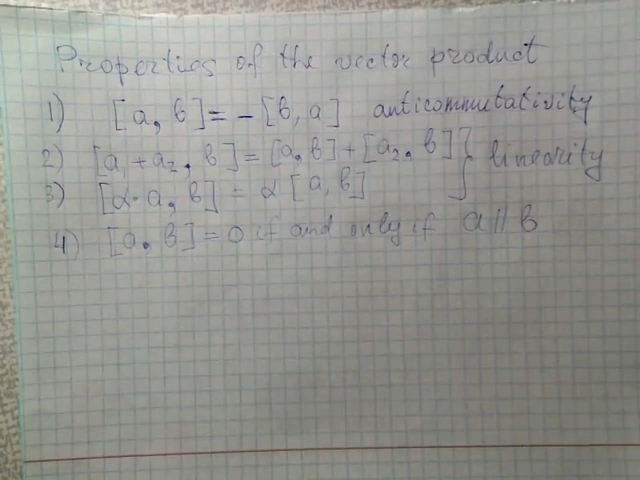 Properties of the vector product
1) [a, b] = - [b, a] anticommutativity
2) [a₁ + a₂, b] = [a, b] + [a₂, b] } linearity
3) [α · a, b] = α [a, b]
4) [a, b] = 0 if and only if a || b